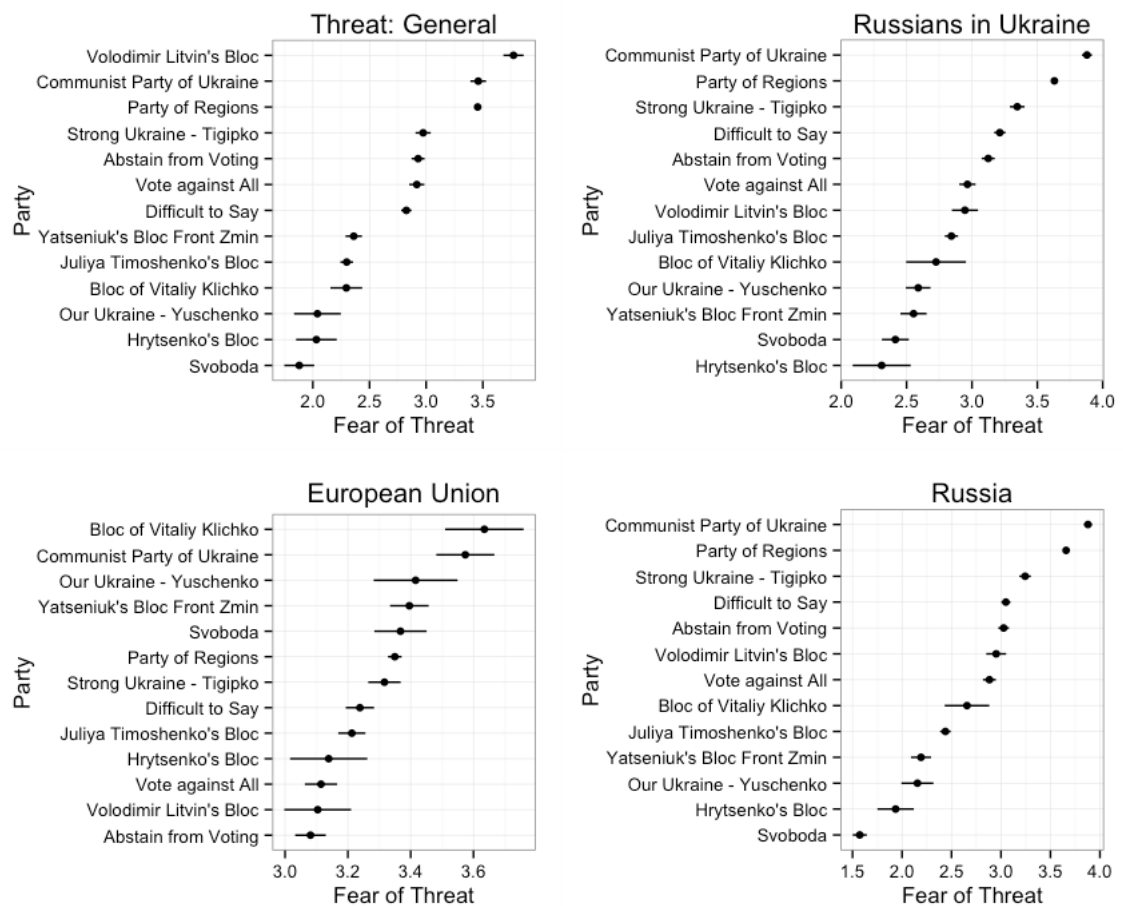 Threat: General
Party
Volodimir Litvin's Bloc
Communist Party of Ukraine
Party of Regions
Strong Ukraine - Tigipko
Abstain from Voting
Vote against All
Difficult to Say
Yatseniuk's Bloc Front Zmin
Juliya Timoshenko's Bloc
Bloc of Vitaliy Klichko
Our Ukraine - Yuschenko
Hrytsenko's Bloc
Svoboda
2.0 2.5 3.0 3.5
Fear of Threat
Russians in Ukraine
Party
Communist Party of Ukraine
Party of Regions
Strong Ukraine - Tigipko
Difficult to Say
Abstain from Voting
Vote against All
Volodimir Litvin's Bloc
Juliya Timoshenko's Bloc
Bloc of Vitaliy Klichko
Our Ukraine - Yuschenko
Yatseniuk's Bloc Front Zmin
Svoboda
Hrytsenko's Bloc
2.0 2.5 3.0 3.5 4.0
Fear of Threat
European Union
Party
Bloc of Vitaliy Klichko
Communist Party of Ukraine
Our Ukraine - Yuschenko
Yatseniuk's Bloc Front Zmin
Svoboda
Party of Regions
Strong Ukraine - Tigipko
Difficult to Say
Juliya Timoshenko's Bloc
Hrytsenko's Bloc
Vote against All
Volodimir Litvin's Bloc
Abstain from Voting
3.0 3.2 3.4 3.6
Fear of Threat
Russia
Party
Communist Party of Ukraine
Party of Regions
Strong Ukraine - Tigipko
Difficult to Say
Abstain from Voting
Volodimir Litvin's Bloc
Vote against All
Bloc of Vitaliy Klichko
Juliya Timoshenko's Bloc
Yatseniuk's Bloc Front Zmin
Our Ukraine - Yuschenko
Hrytsenko's Bloc
Svoboda
1.5 2.0 2.5 3.0 3.5 4.0
Fear of Threat